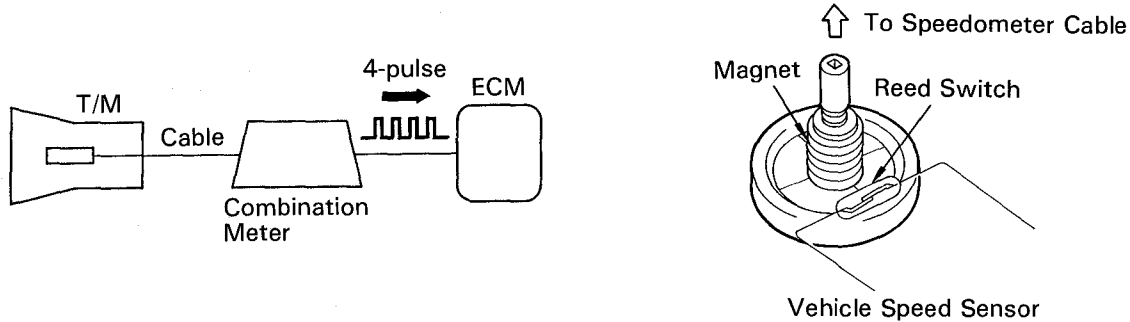 T/M
Cable
Combination
Meter
4-pulse
ECM
To Speedometer Cable
Magnet
Reed Switch
Vehicle Speed Sensor